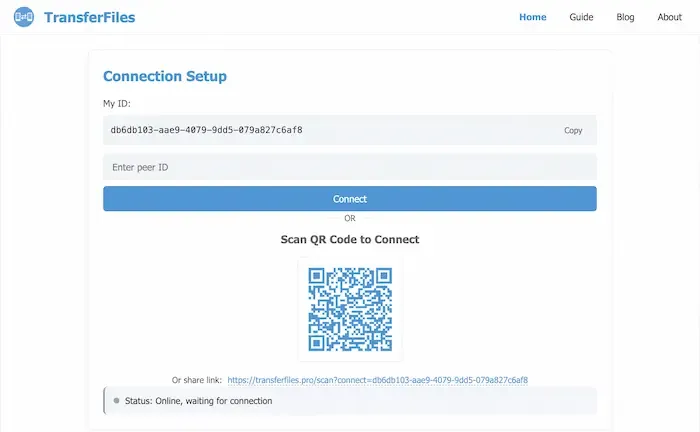 TransferFiles
Home Guide Blog About
Connection Setup
My ID:
db6db103-aae9-4079-9dd5-079a827c6af8 Copy
Enter peer ID
Connect
OR
Scan QR Code to Connect
Or share link: https://transferfiles.pro/scan?connect=db6db103-aae9-4079-9dd5-079a827c6af8
Status: Online, waiting for connection